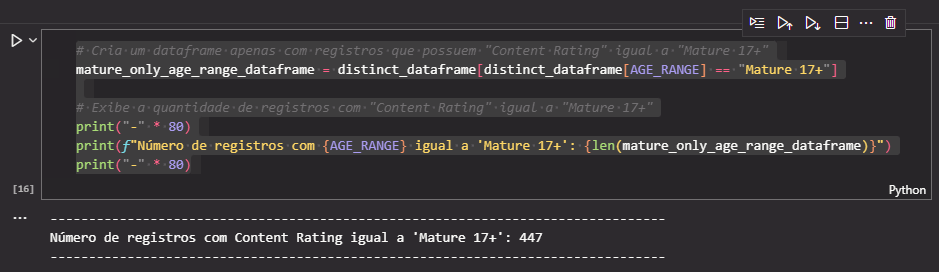 # Cria um dataframe apenas com registros que possuem "Content Rating" igual a "Mature 17+"
mature_only_age_range_dataframe = distinct_dataframe[distinct_dataframe[AGE_RANGE] == "Mature 17+"]
# Exibe a quantidade de registros com "Content Rating" igual a "Mature 17+"
print("-" * 80)
print(f"Número de registros com {AGE_RANGE} igual a 'Mature 17+': {len(mature_only_age_range_dataframe)}")
print("-" * 80)
[16]
Python
--------------------------------------------------------------------------------
Número de registros com Content Rating igual a 'Mature 17+': 447
--------------------------------------------------------------------------------